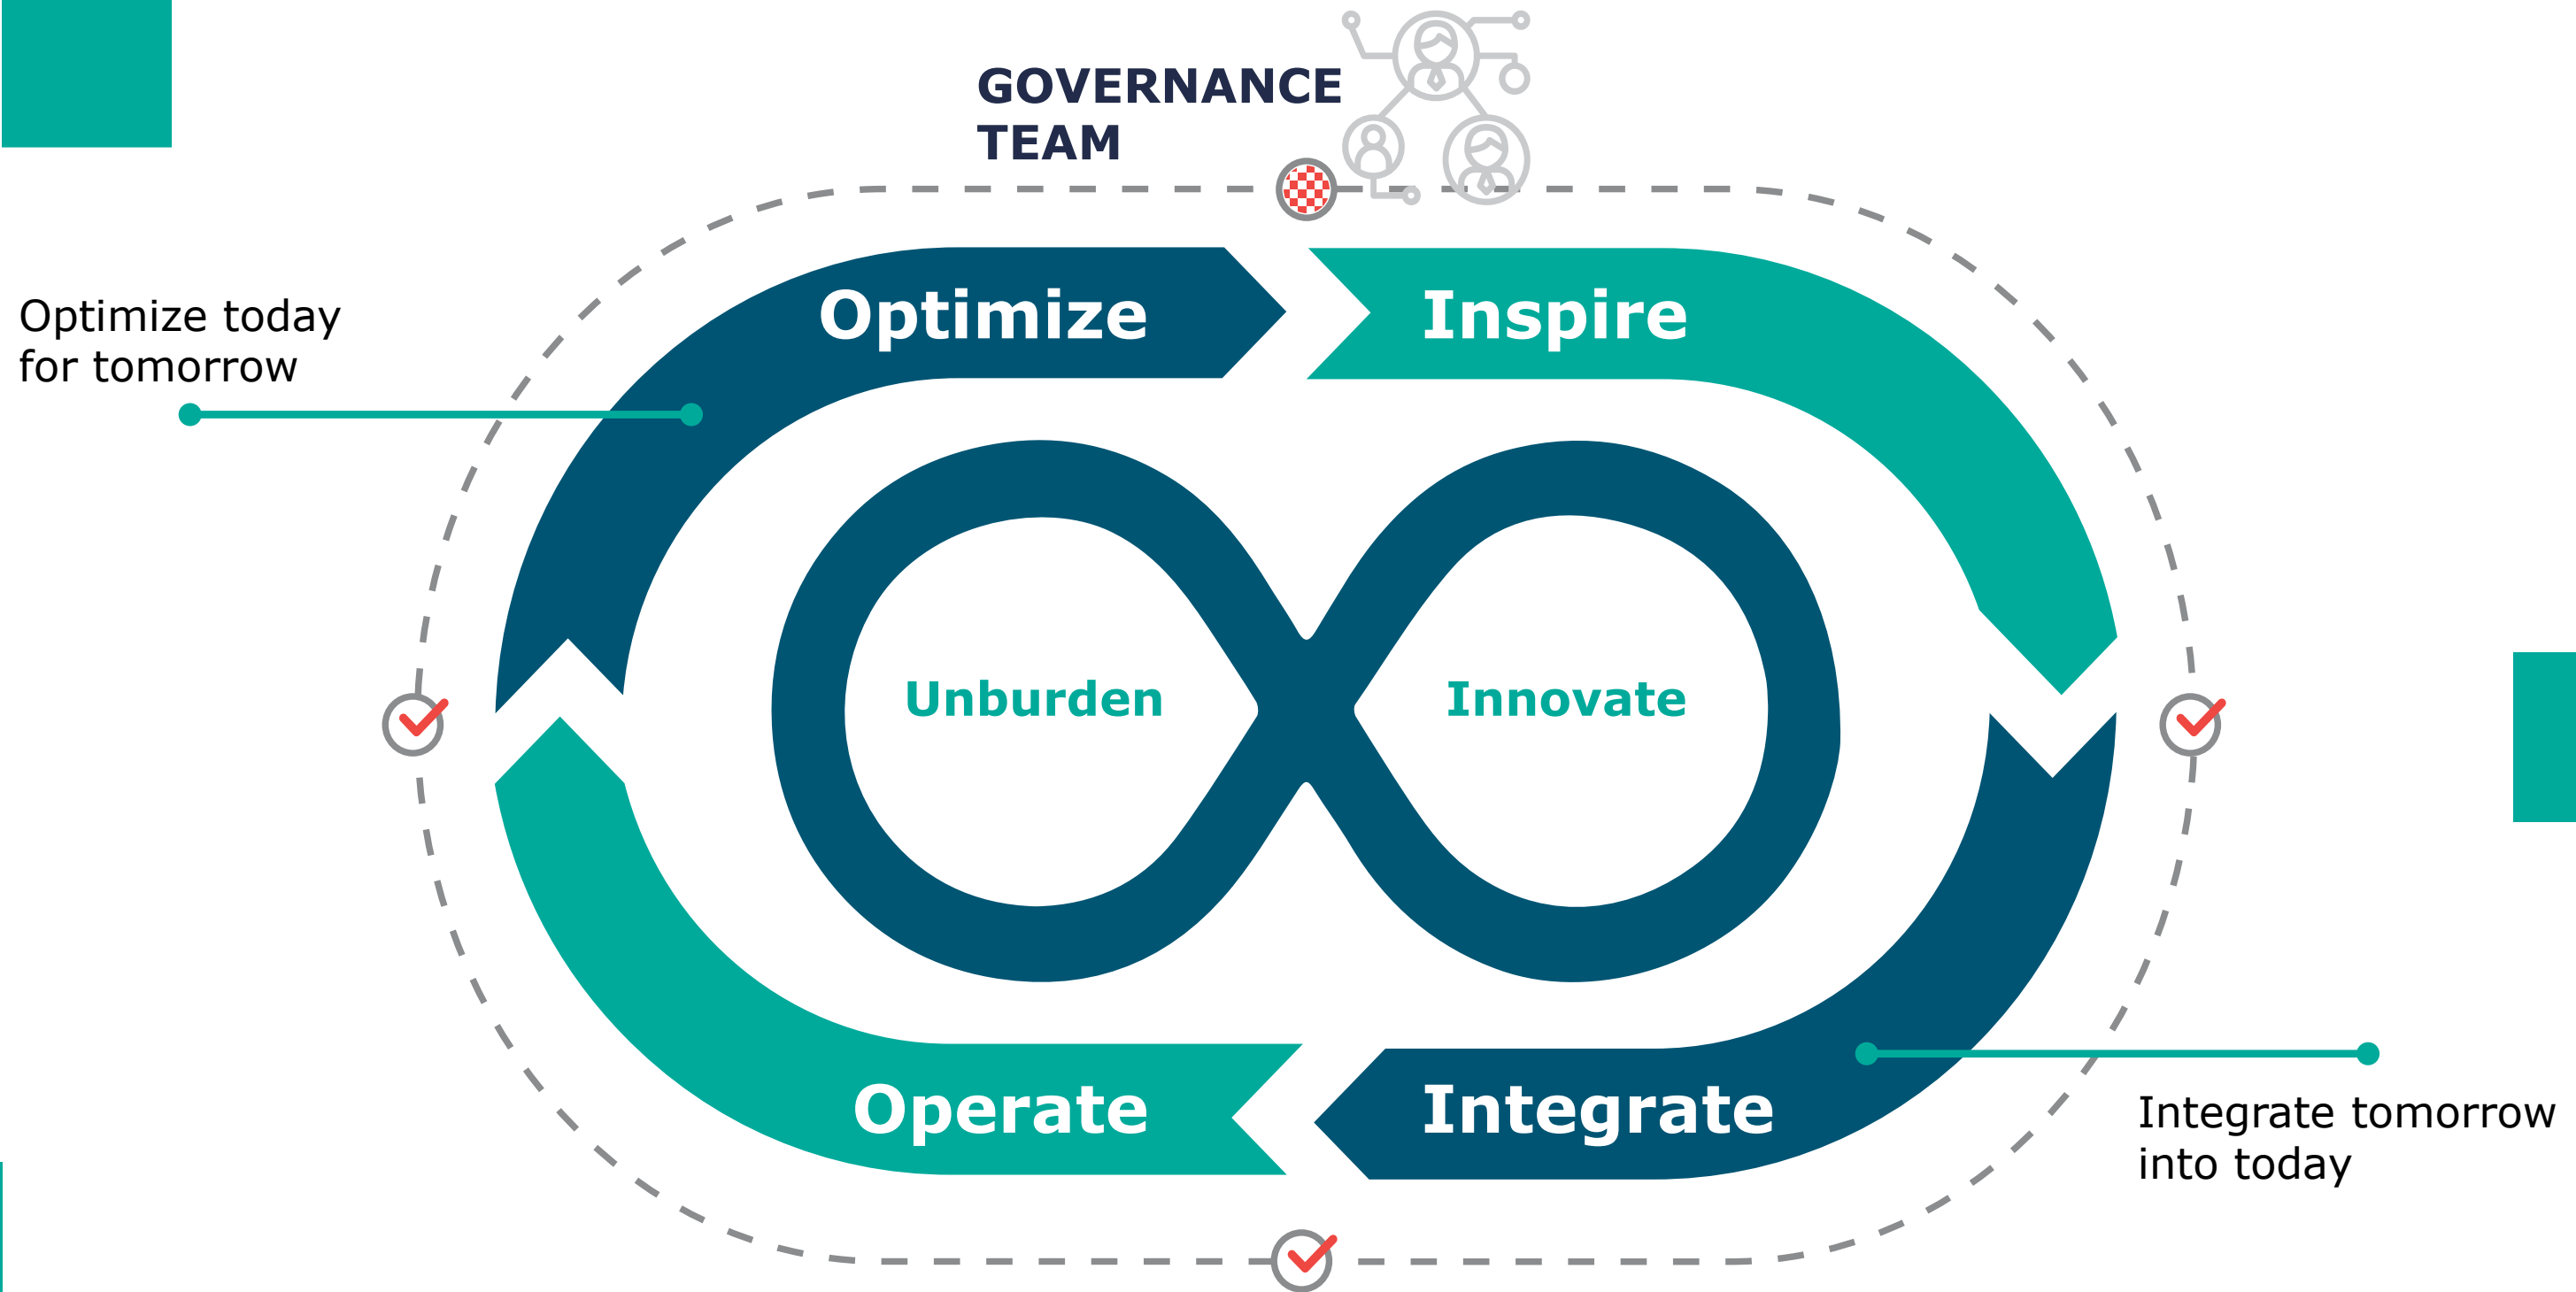 GOVERNANCE
TEAM
Optimize
Inspire
Optimize today
for tomorrow
Unburden
Innovate
Operate
Integrate
Integrate tomorrow
into today